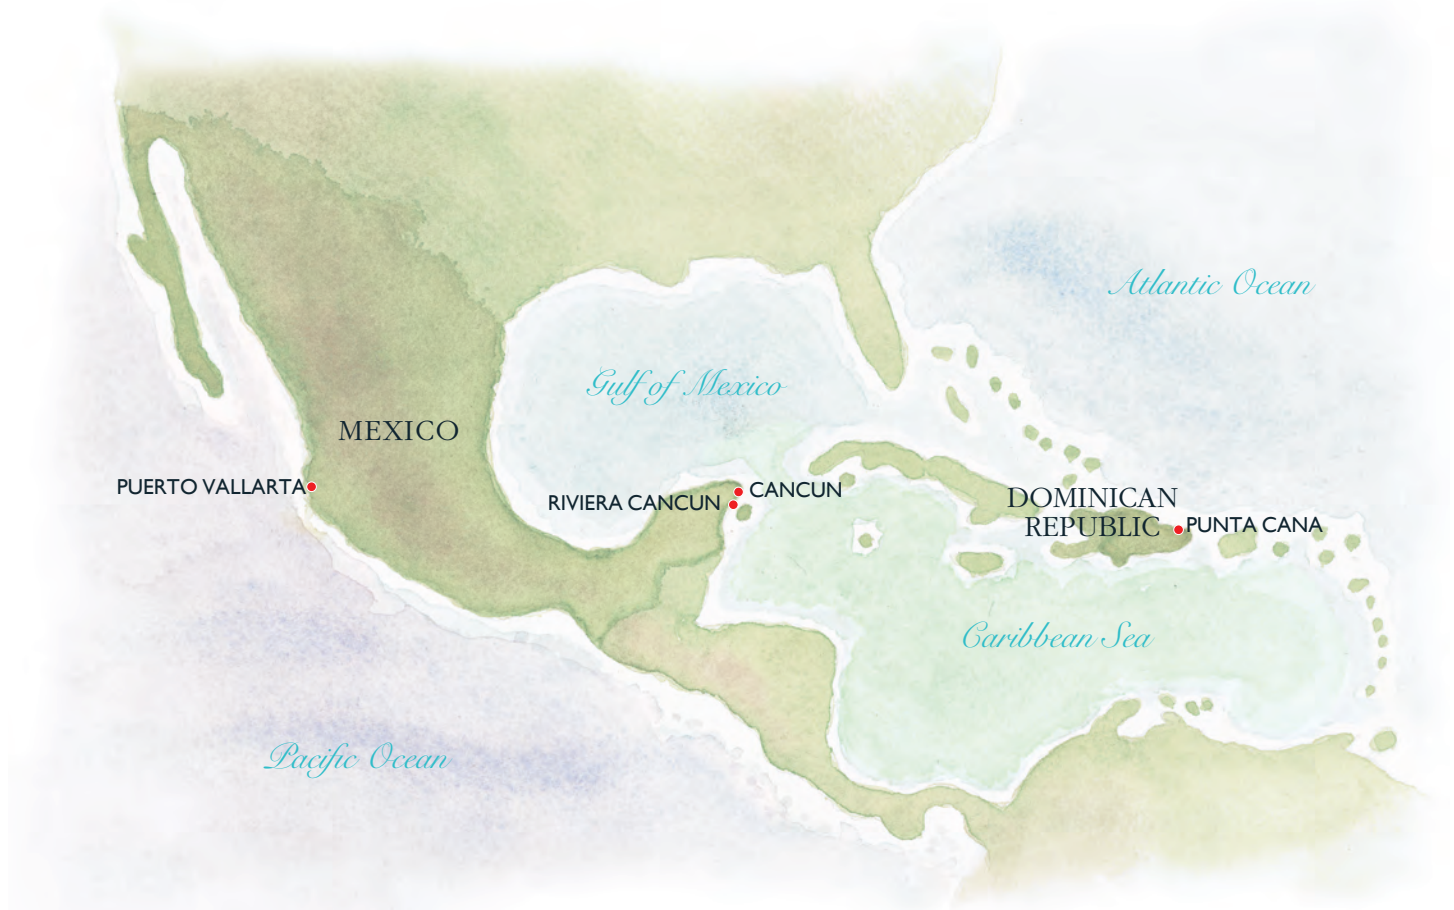 Atlantic Ocean
Gulf of Mexico
MEXICO
PUERTO VALLARTA
CANCUN
RIVIERA CANCUN
DOMINICAN
REPUBLIC
PUNTA CANA
Caribbean Sea
Pacific Ocean